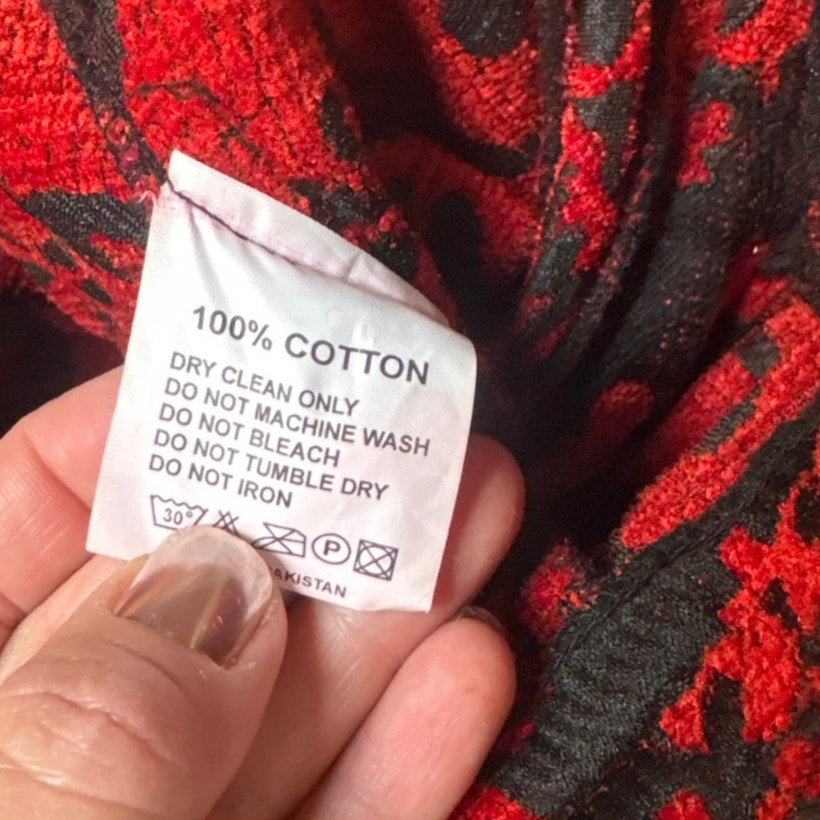 100% COTTON
DRY CLEAN ONLY
DO NOT MACHINE WASH
DO NOT BLEACH
DO NOT TUMBLE DRY
DO NOT IRON
30° P
AKISTAN